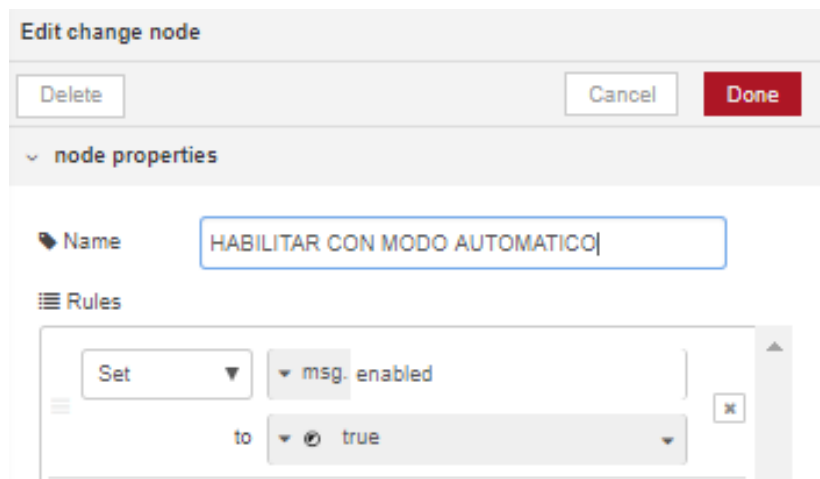 Edit change node
Delete Cancel Done
node properties
Name HABILITAR CON MODO AUTOMATICO
Rules
Set msg. enabled
to true